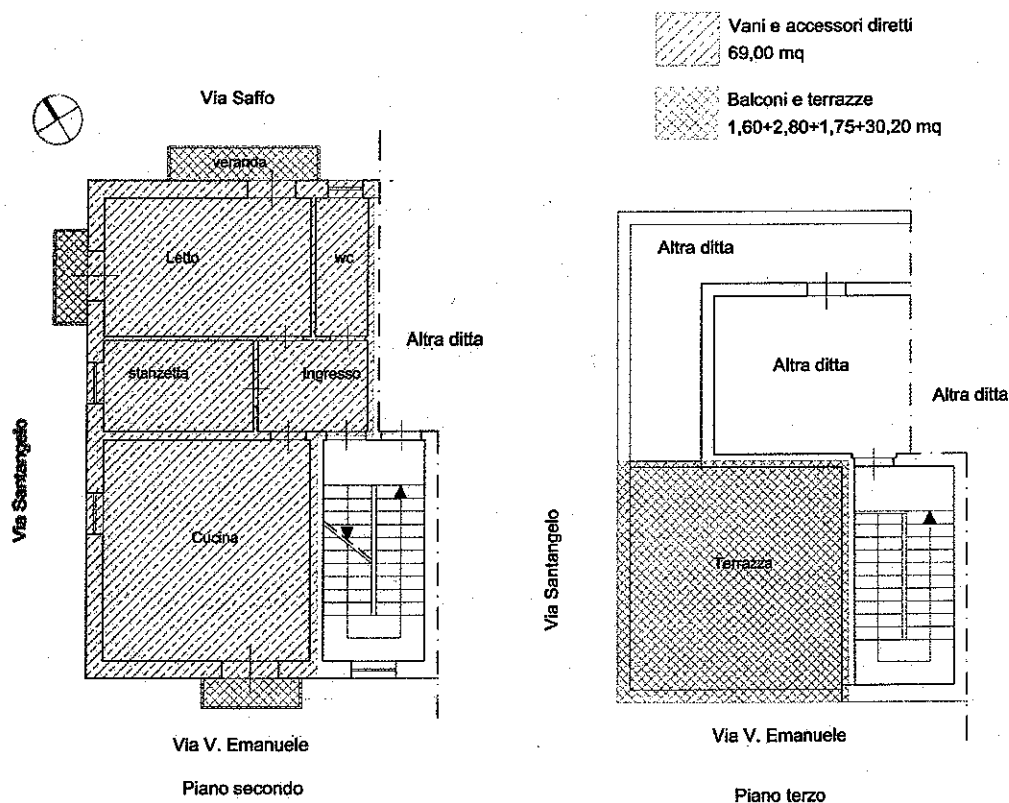 Vani e accessori diretti
69,00 mq
Balconi e terrazze
1,60+2,80+1,75+30,20 mq
Via Saffo
veranda
Letto
wc
Altra ditta
stanzetta
Ingresso
Via Santangelo
Cucina
Via V. Emanuele
Piano secondo
Altra ditta
Altra ditta
Altra ditta
Via Santangelo
Terrazza
Via V. Emanuele
Piano terzo